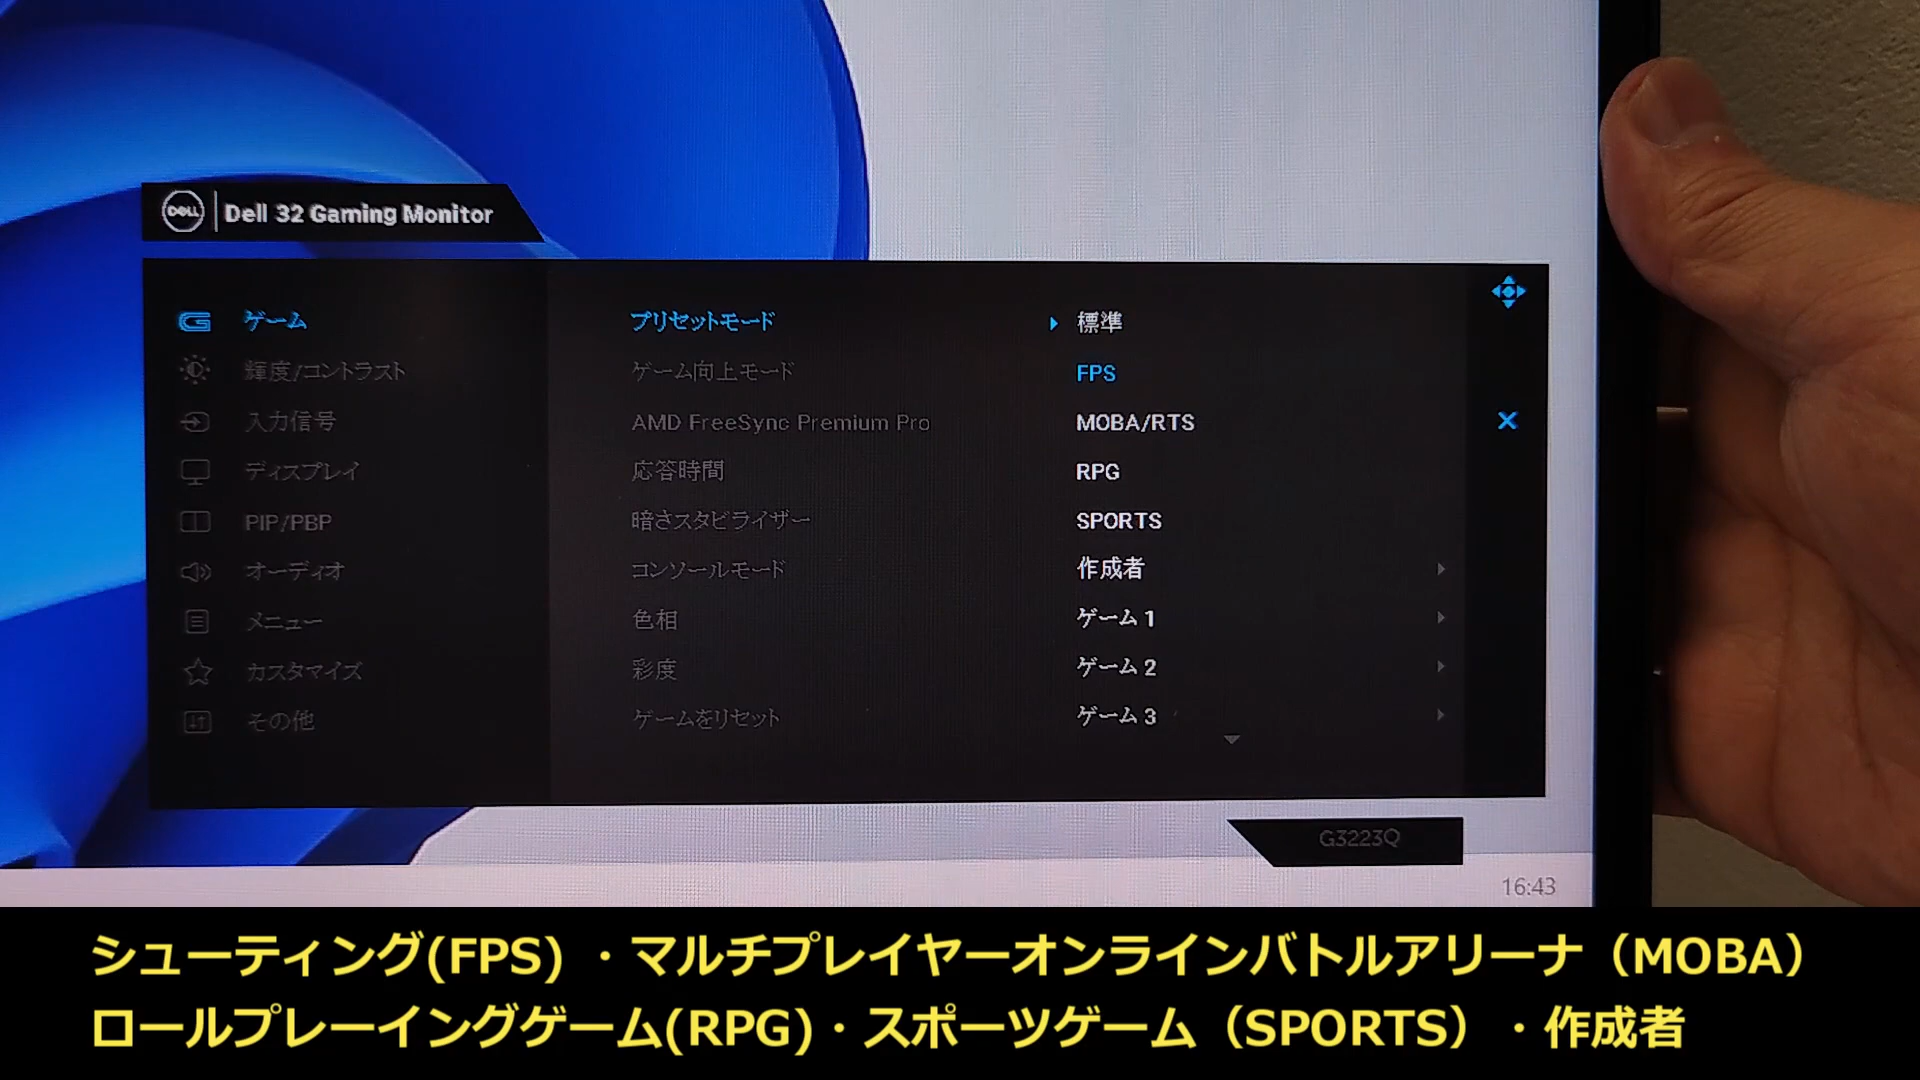 DELL Dell 32 Gaming Monitor
ゲーム
輝度/コントラスト
入力信号
ディスプレイ
PIP/PBP
オーディオ
メニュー
カスタマイズ
その他
プリセットモード
ゲーム向上モード
AMD FreeSync Premium Pro
応答時間
暗さスタビライザー
コンソールモード
色相
彩度
ゲームをリセット
標準
FPS
MOBA/RTS
RPG
SPORTS
作成者
ゲーム 1
ゲーム 2
ゲーム 3
G3223Q
16:43
シューティング(FPS) ・マルチプレイヤーオンラインバトルアリーナ（MOBA）
ロールプレーイングゲーム(RPG)・スポーツゲーム（SPORTS）・作成者